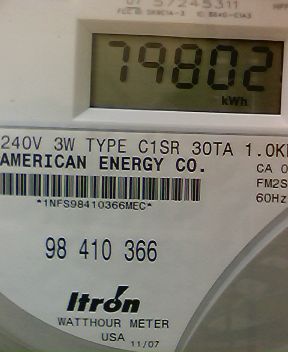 57245311
79802
kWh
240V 3W TYPE C1SR 30TA 1.0K
AMERICAN ENERGY CO.
CA 0
*1NFS98410366MEC*
FM2S
60Hz
98 410 366
Itron
WATTHOUR METER
USA 11/07